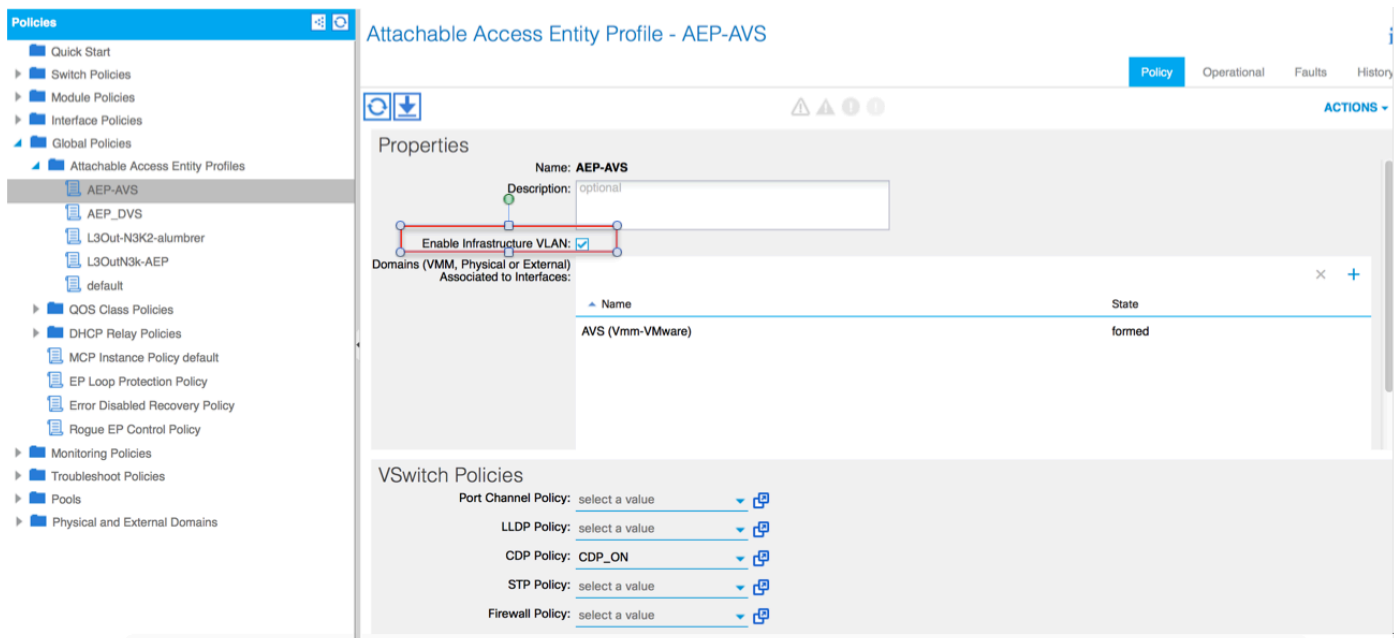 Policies
Quick Start
Switch Policies
Module Policies
Interface Policies
Global Policies
Attachable Access Entity Profiles
AEP-AVS
AEP_DVS
L3Out-N3K2-alumbrer
L3OutN3k-AEP
default
QOS Class Policies
DHCP Relay Policies
MCP Instance Policy default
EP Loop Protection Policy
Error Disabled Recovery Policy
Rogue EP Control Policy
Monitoring Policies
Troubleshoot Policies
Pools
Physical and External Domains
Attachable Access Entity Profile - AEP-AVS
i
Policy Operational Faults History
ACTIONS
Properties
Name: AEP-AVS
Description: optional
Enable Infrastructure VLAN:
Domains (VMM, Physical or External)
Associated to Interfaces:
Name State
AVS (Vmm-VMware) formed
VSwitch Policies
Port Channel Policy: select a value
LLDP Policy: select a value
CDP Policy: CDP_ON
STP Policy: select a value
Firewall Policy: select a value